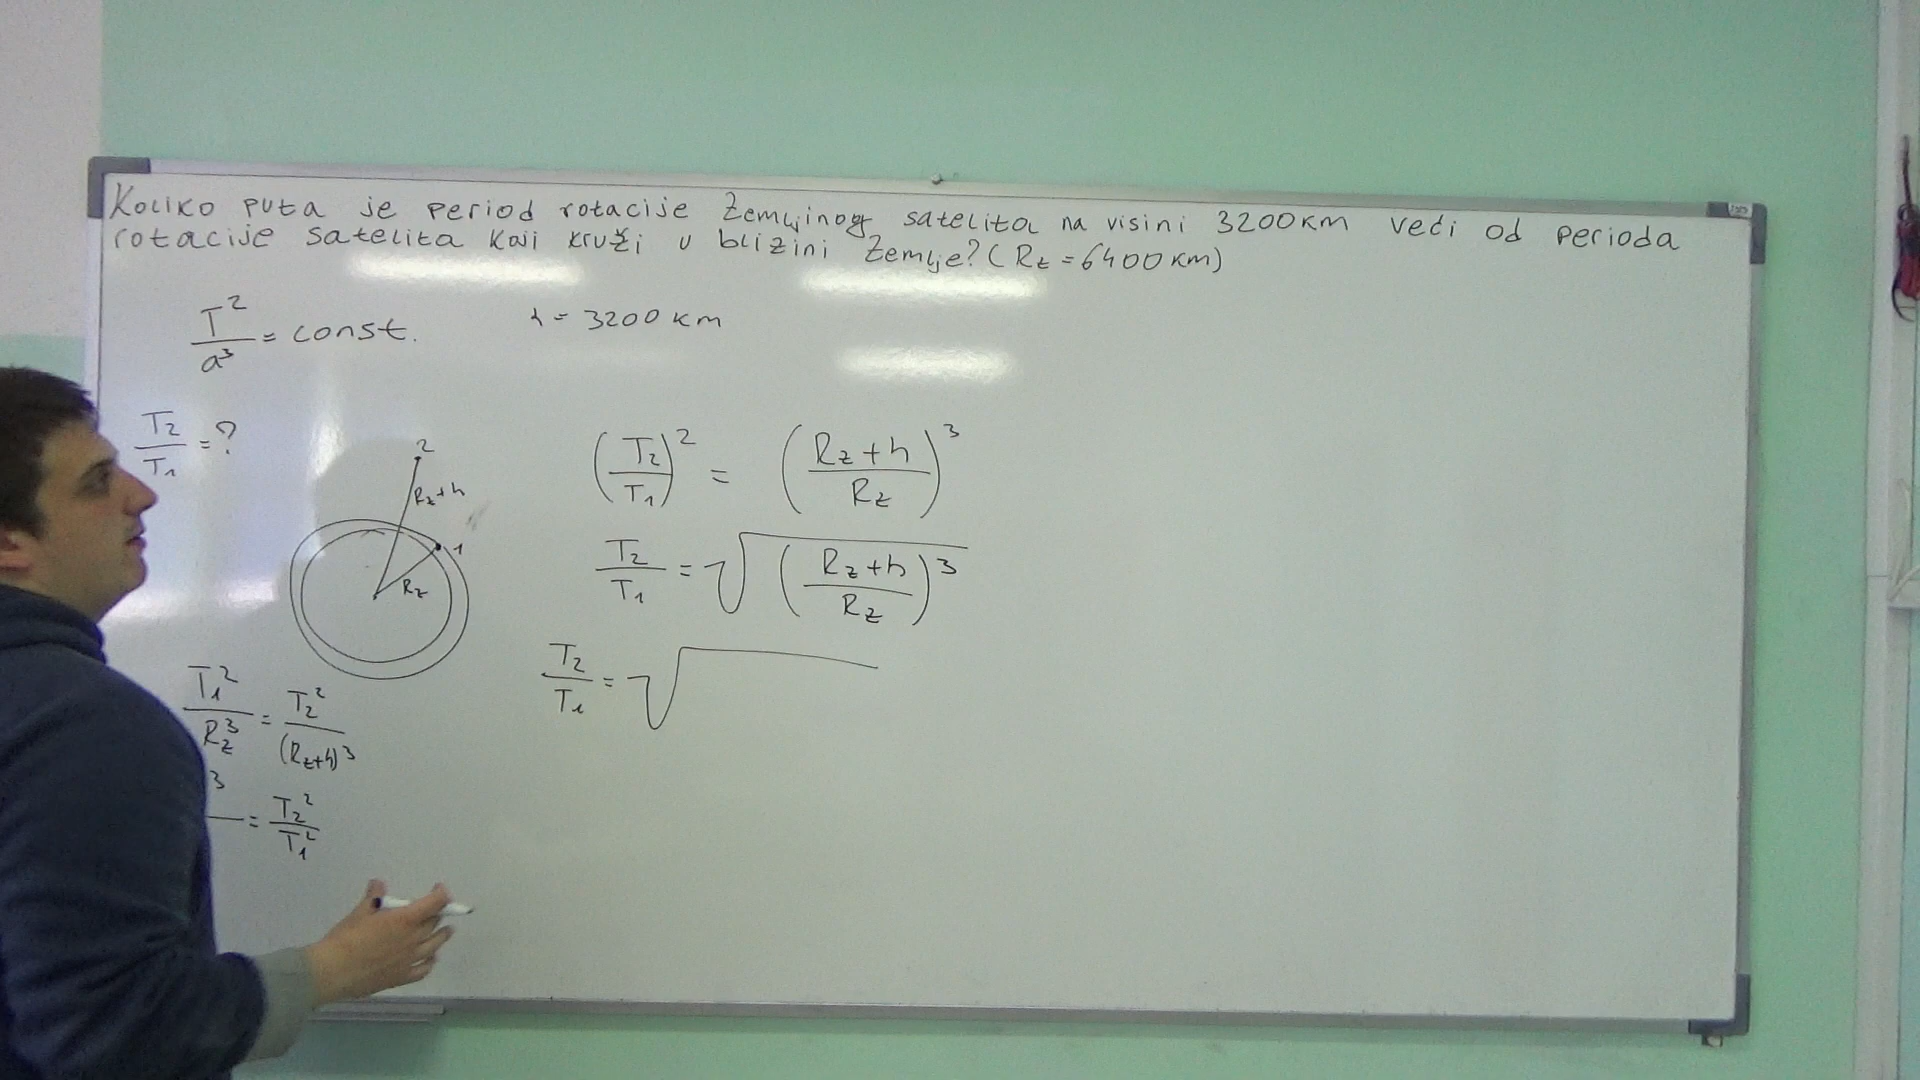 Koliko puta je period rotacije Zemljinog satelita na visini 3200km veći od perioda
rotacije satelita koji kruži u blizini Zemlje? (Rz = 6400 km)
T²/a³ = const.
h = 3200 km
T₂/T₁ = ?
2
Rz+h
1
Rz
T₁²/Rz³ = T₂²/(Rz+h)³
3 = T₂²/T₁²
(T₂/T₁)² = ((Rz+h)/Rz)³
T₂/T₁ = √((Rz+h)/Rz)³
T₂/T₁ = √